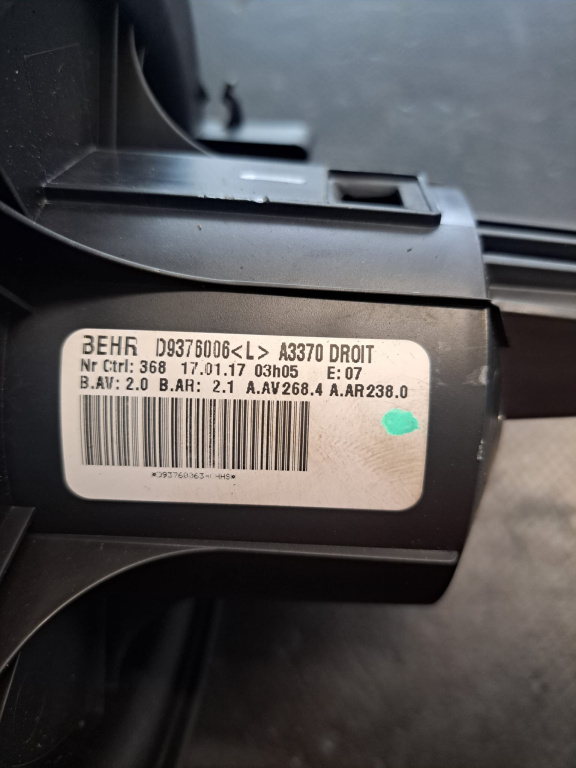 BEHR D9376006<L> A3370 DROIT
Nr Ctrl: 368 17.01.17 03h05 E: 07
B.AV: 2.0 B.AR: 2.1 A.AV268.4 A.AR238.0